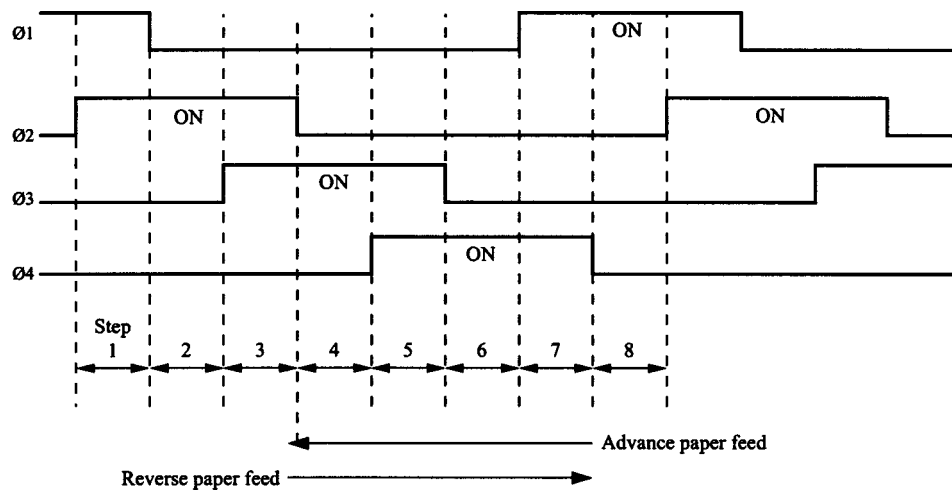 Ø1
ON
Ø2
ON
ON
Ø3
ON
Ø4
ON
Step
1 2 3 4 5 6 7 8
Advance paper feed
Reverse paper feed